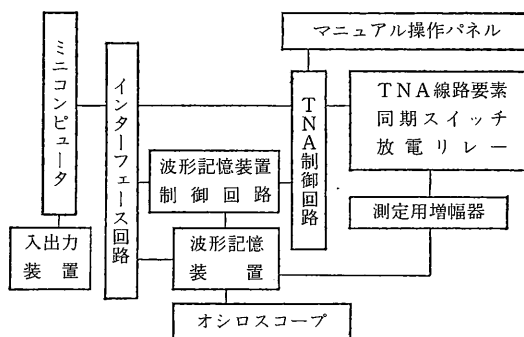 マニュアル操作パネル
ミニコンピュータ
インターフェース回路
TNA制御回路
TNA線路要素
同期スイッチ
放電リレー
波形記憶装置
制御回路
測定用増幅器
入出力
装置
波形記憶
装置
オシロスコープ